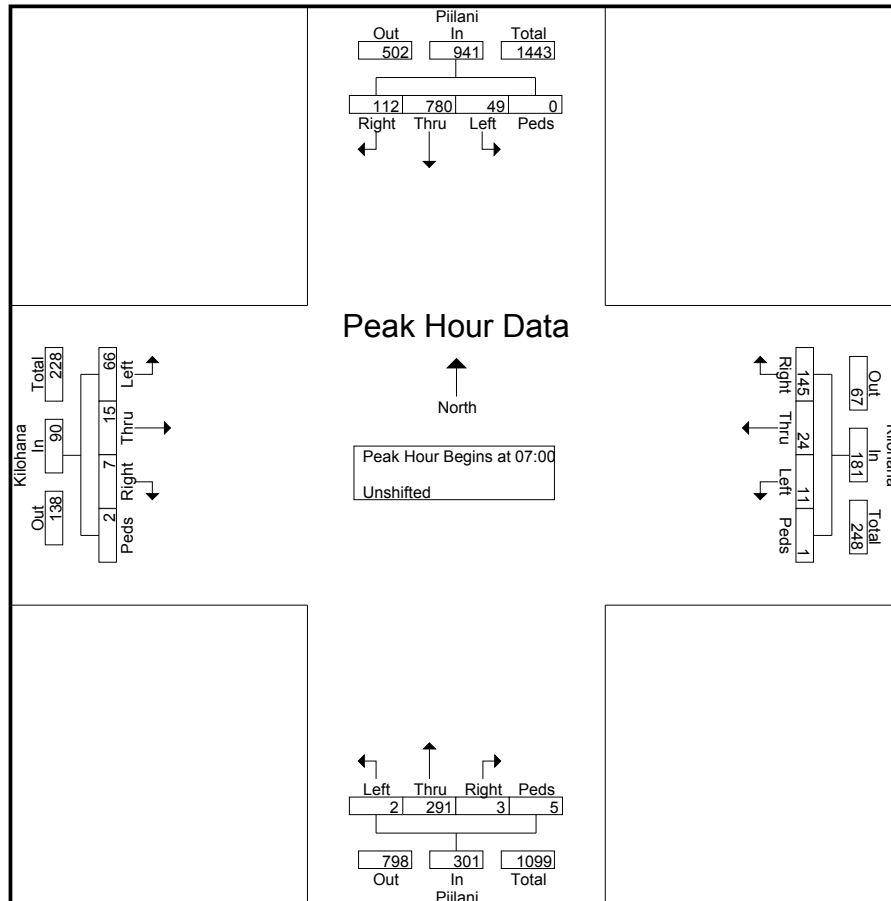 Piilani
Out In Total
502 941 1443
112 780 49 0
Right Thru Left Peds
Peak Hour Data
North
Peak Hour Begins at 07:00
Unshifted
Kilohana
Total In Out
228 90 138
66 15 7 2
Left Thru Right Peds
Right Thru Left Peds
145 24 11 1
Out In Total
67 181 248
Kilohana
Left Thru Right Peds
2 291 3 5
798 301 1099
Out In Total
Piilani